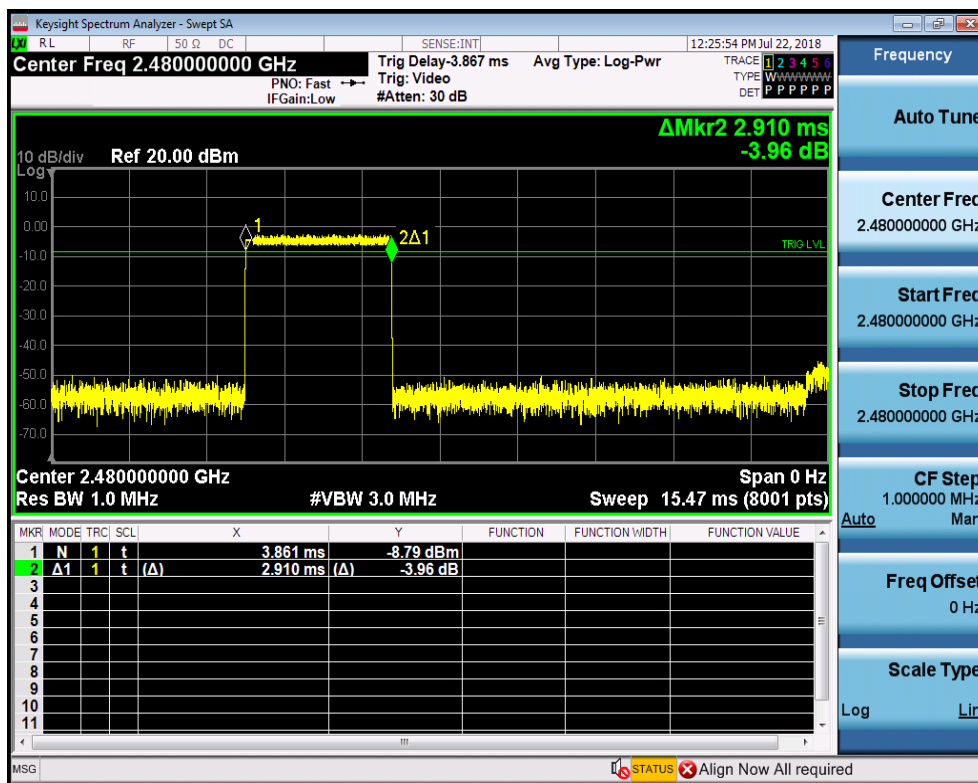 Keysight Spectrum Analyzer - Swept SA
LXI RL RF 50 Ω DC SENSE:INT 12:25:54 PM Jul 22, 2018
Center Freq 2.480000000 GHz
PNO: Fast
IFGain:Low
Trig Delay-3.867 ms
Trig: Video
#Atten: 30 dB
Avg Type: Log-Pwr
TRACE 1 2 3 4 5 6
TYPE WWWWWWW
DET P P P P P P
ΔMkr2 2.910 ms
-3.96 dB
10 dB/div Ref 20.00 dBm
Log
10.0
0.00
-10.0
-20.0
-30.0
-40.0
-50.0
-60.0
-70.0
1
2Δ1
TRIG LVL
Center 2.480000000 GHz Span 0 Hz
Res BW 1.0 MHz #VBW 3.0 MHz Sweep 15.47 ms (8001 pts)
MKR MODE TRC SCL X Y FUNCTION FUNCTION WIDTH FUNCTION VALUE
1 N 1 t 3.861 ms -8.79 dBm
2 Δ1 1 t (Δ) 2.910 ms (Δ) -3.96 dB
3
4
5
6
7
8
9
10
11
MSG STATUS Align Now All required
Frequency
Auto Tune
Center Freq
2.480000000 GHz
Start Freq
2.480000000 GHz
Stop Freq
2.480000000 GHz
CF Step
1.000000 MHz
Auto Man
Freq Offset
0 Hz
Scale Type
Log Lin